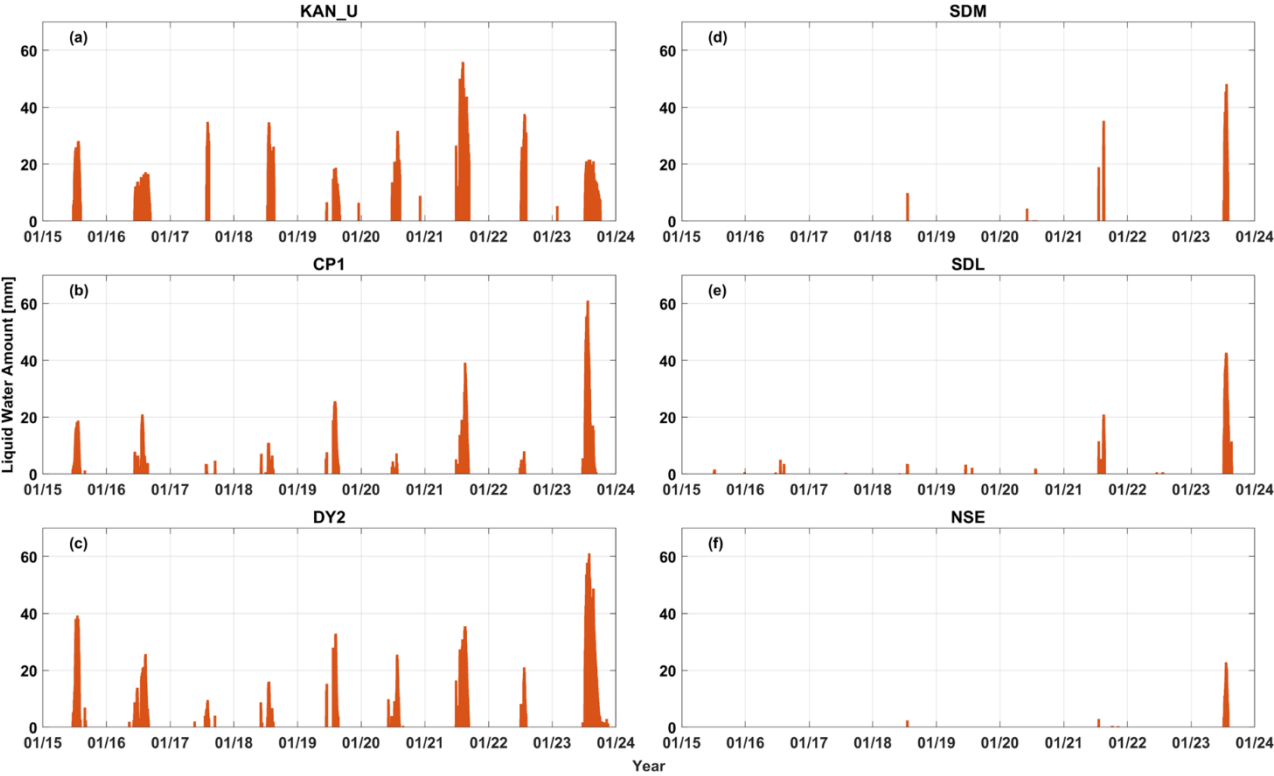 KAN_U
(a)
60
40
20
0
01/15 01/16 01/17 01/18 01/19 01/20 01/21 01/22 01/23 01/24
CP1
(b)
60
40
20
0
01/15 01/16 01/17 01/18 01/19 01/20 01/21 01/22 01/23 01/24
Liquid Water Amount [mm]
DY2
(c)
60
40
20
0
01/15 01/16 01/17 01/18 01/19 01/20 01/21 01/22 01/23 01/24
SDM
(d)
60
40
20
0
01/15 01/16 01/17 01/18 01/19 01/20 01/21 01/22 01/23 01/24
SDL
(e)
60
40
20
0
01/15 01/16 01/17 01/18 01/19 01/20 01/21 01/22 01/23 01/24
NSE
(f)
60
40
20
0
01/15 01/16 01/17 01/18 01/19 01/20 01/21 01/22 01/23 01/24
Year